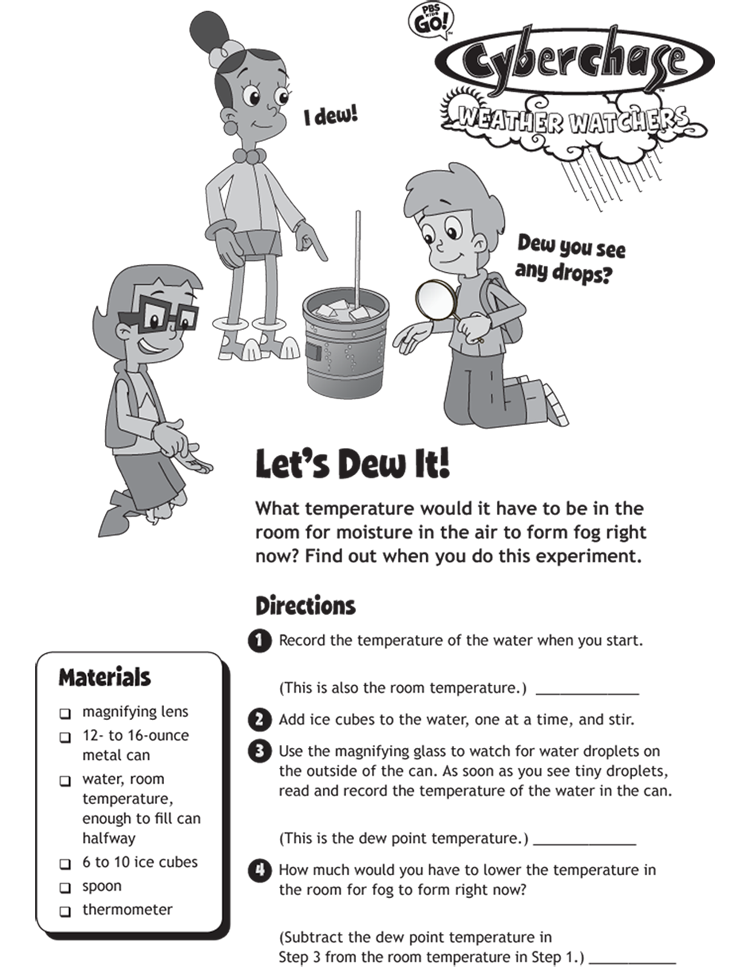 PBS
KIDS
GO!
Cyberchase
WEATHER WATCHERS
I dew!
Dew you see
any drops?
Let's Dew It!
What temperature would it have to be in the
room for moisture in the air to form fog right
now? Find out when you do this experiment.
Directions
1 Record the temperature of the water when you start.
(This is also the room temperature.) ____________
2 Add ice cubes to the water, one at a time, and stir.
3 Use the magnifying glass to watch for water droplets on
the outside of the can. As soon as you see tiny droplets,
read and record the temperature of the water in the can.
(This is the dew point temperature.) ____________
4 How much would you have to lower the temperature in
the room for fog to form right now?
(Subtract the dew point temperature in
Step 3 from the room temperature in Step 1.) __________
Materials
magnifying lens
12- to 16-ounce
metal can
water, room
temperature,
enough to fill can
halfway
6 to 10 ice cubes
spoon
thermometer